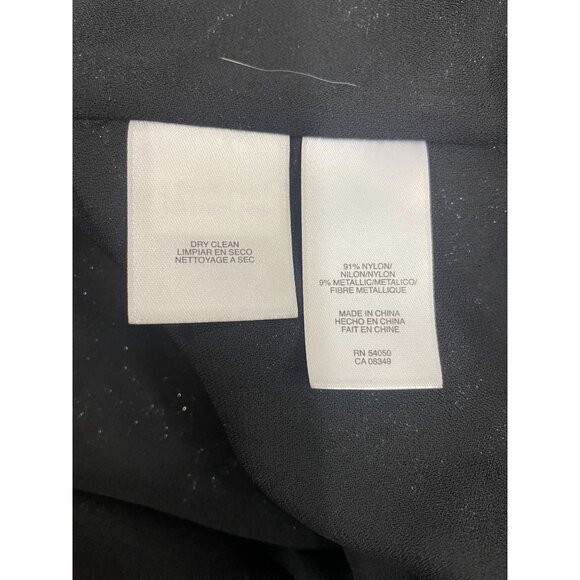 DRY CLEAN
LIMPIAR EN SECO
NETTOYAGE A SEC
91% NYLON/
NILON/NYLON
9% METALLIC/METALICO/
FIBRE METALLIQUE
MADE IN CHINA
HECHO EN CHINA
FAIT EN CHINE
RN 54050
CA 08349